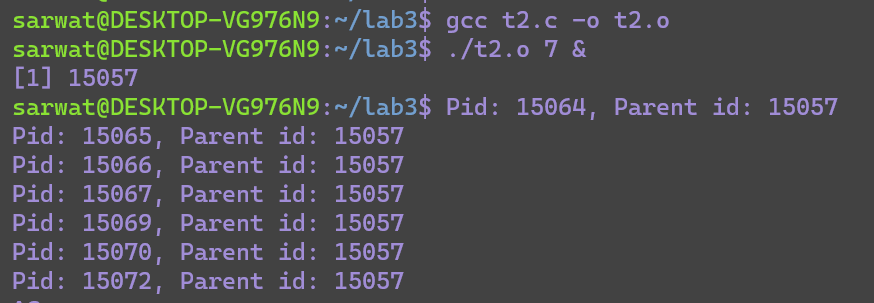 sarwat@DESKTOP-VG976N9:~/lab3$ gcc t2.c -o t2.o
sarwat@DESKTOP-VG976N9:~/lab3$ ./t2.o 7 &
[1] 15057
sarwat@DESKTOP-VG976N9:~/lab3$ Pid: 15064, Parent id: 15057
Pid: 15065, Parent id: 15057
Pid: 15066, Parent id: 15057
Pid: 15067, Parent id: 15057
Pid: 15069, Parent id: 15057
Pid: 15070, Parent id: 15057
Pid: 15072, Parent id: 15057